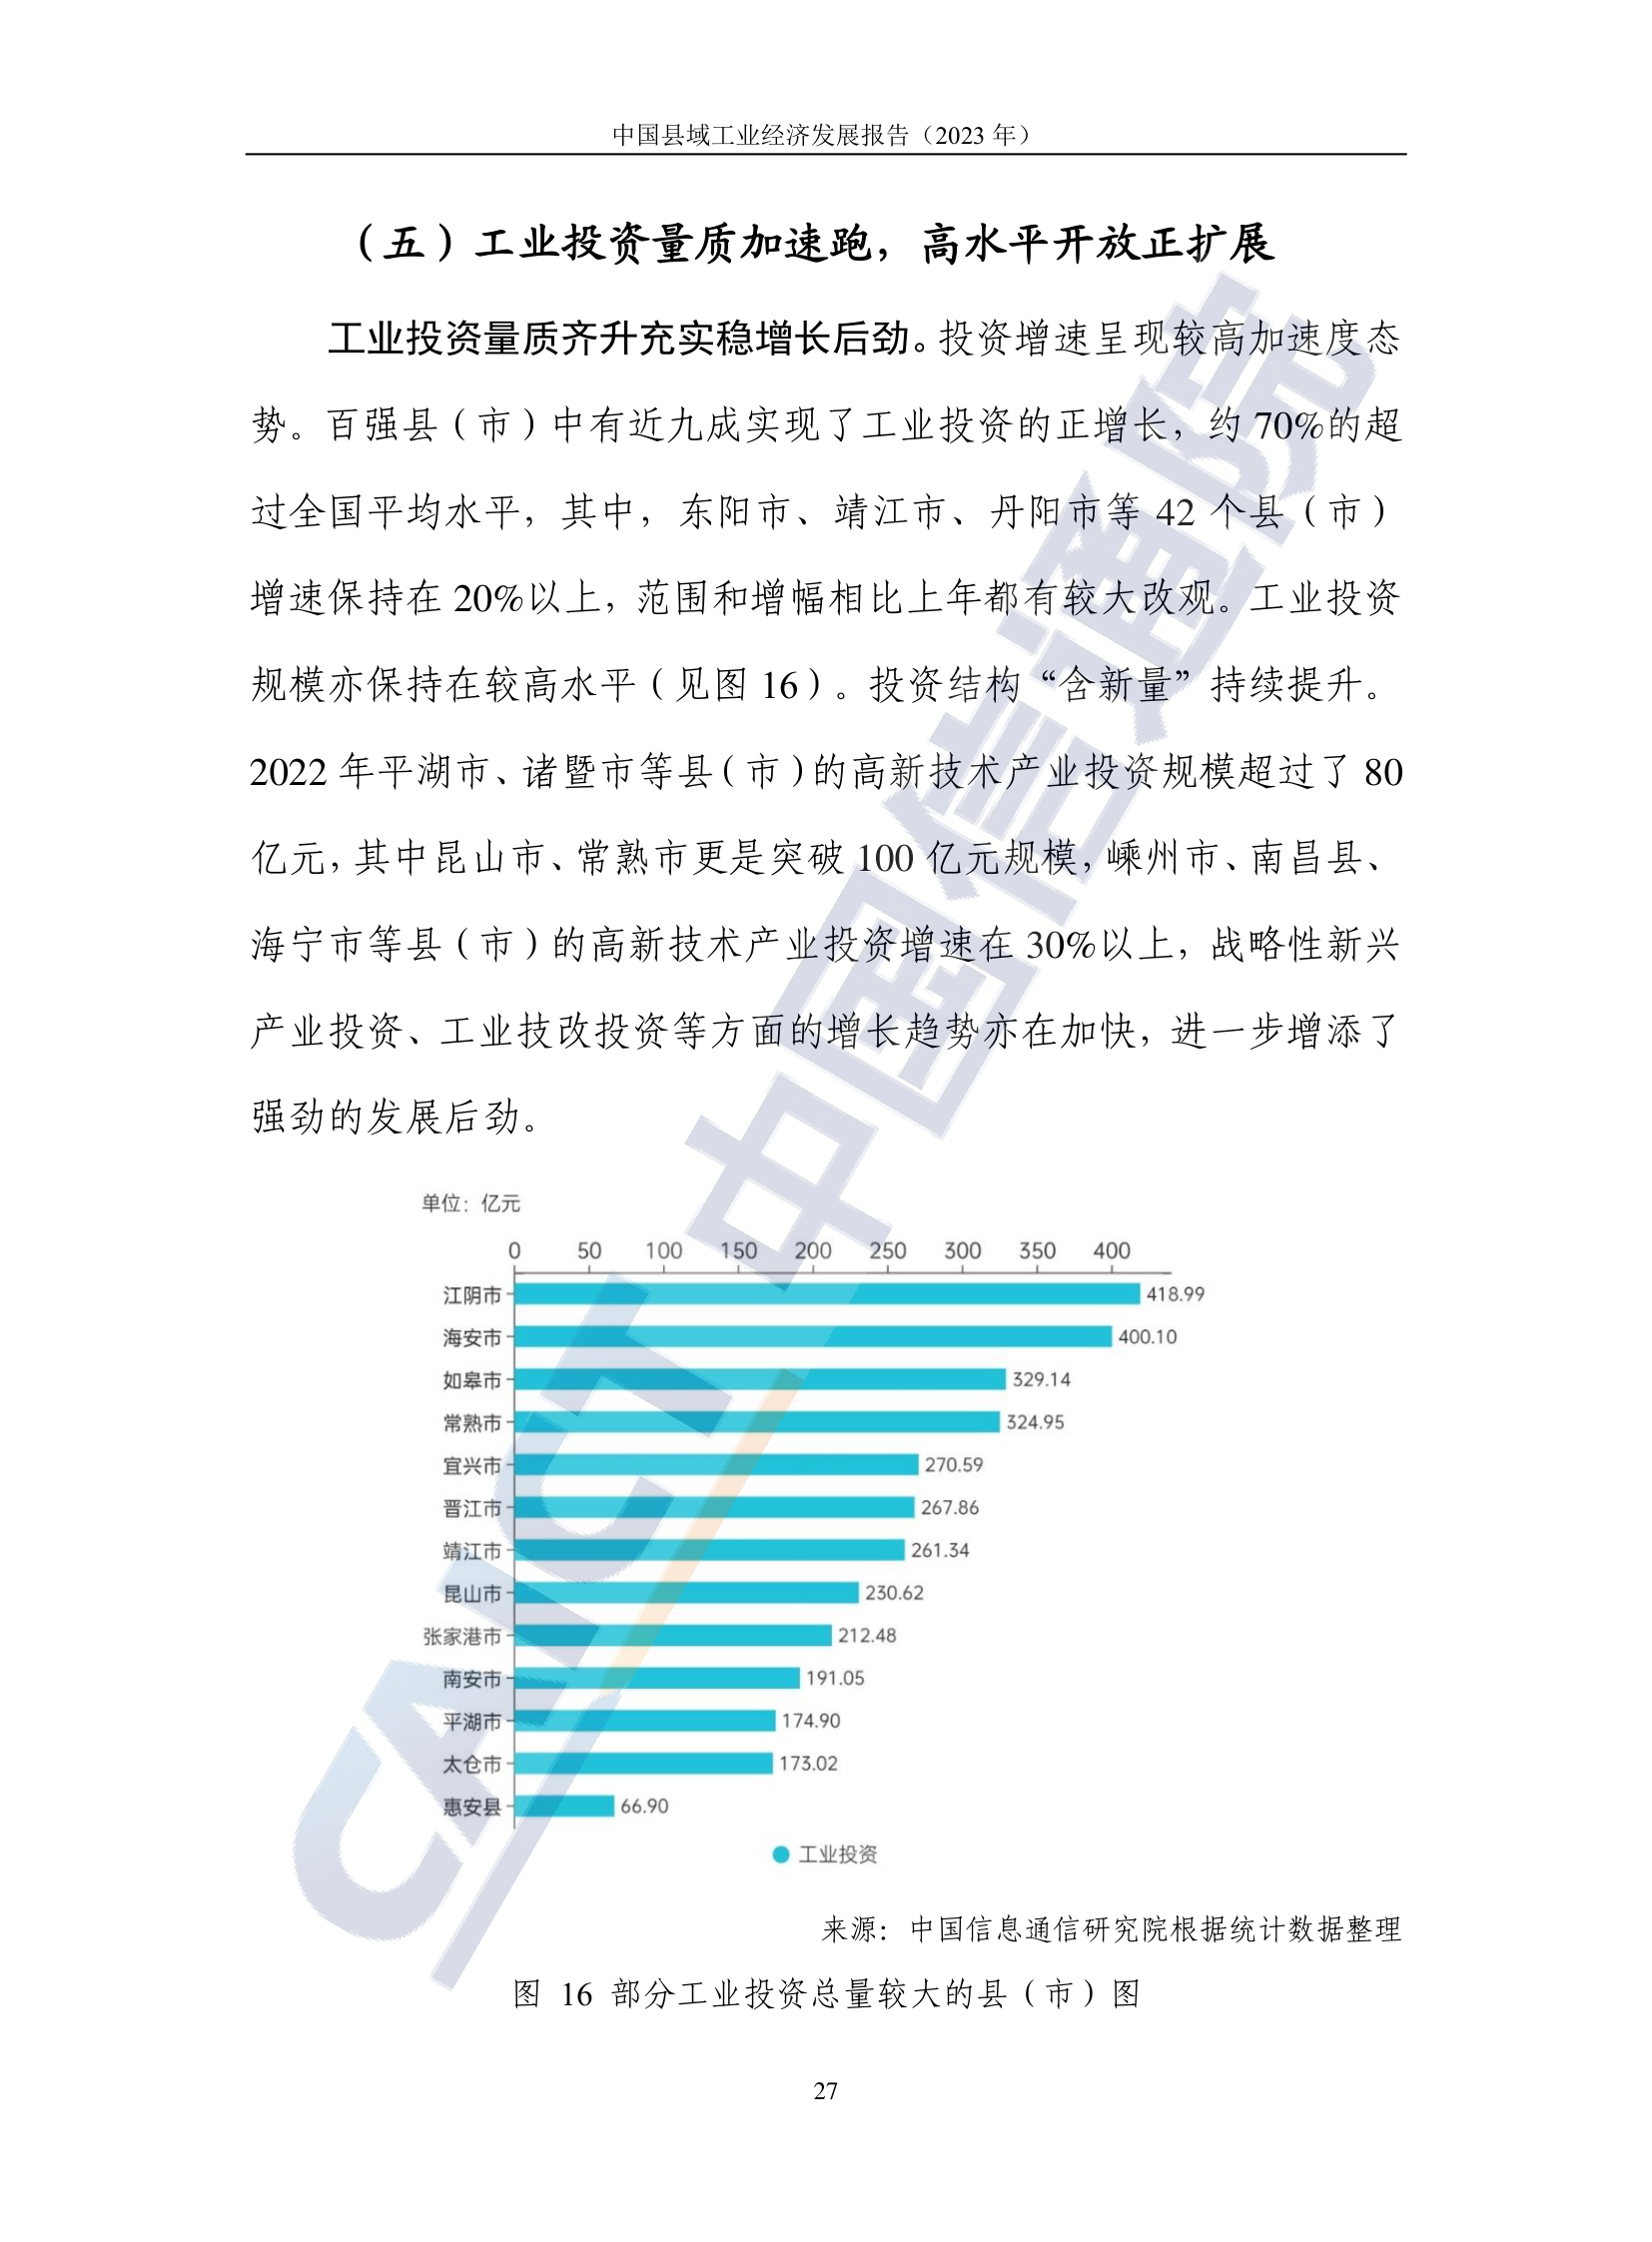 中国县域工业经济发展报告（2023 年）
（五）工业投资量质加速跑，高水平开放正扩展
工业投资量质齐升充实稳增长后劲。投资增速呈现较高加速度态
势。百强县（市）中有近九成实现了工业投资的正增长，约 70%的超
过全国平均水平，其中，东阳市、靖江市、丹阳市等 42 个县（市）
增速保持在 20%以上，范围和增幅相比上年都有较大改观。工业投资
规模亦保持在较高水平（见图 16）。投资结构“含新量”持续提升。
2022 年平湖市、诸暨市等县（市）的高新技术产业投资规模超过了 80
亿元，其中昆山市、常熟市更是突破 100 亿元规模，嵊州市、南昌县、
海宁市等县（市）的高新技术产业投资增速在 30%以上，战略性新兴
产业投资、工业技改投资等方面的增长趋势亦在加快，进一步增添了
强劲的发展后劲。
单位：亿元
0 50 100 150 200 250 300 350 400
江阴市 418.99
海安市 400.10
如皋市 329.14
常熟市 324.95
宜兴市 270.59
晋江市 267.86
靖江市 261.34
昆山市 230.62
张家港市 212.48
南安市 191.05
平湖市 174.90
太仓市 173.02
惠安县 66.90
工业投资
来源：中国信息通信研究院根据统计数据整理
图 16 部分工业投资总量较大的县（市）图
27
CAICT 中国信通院